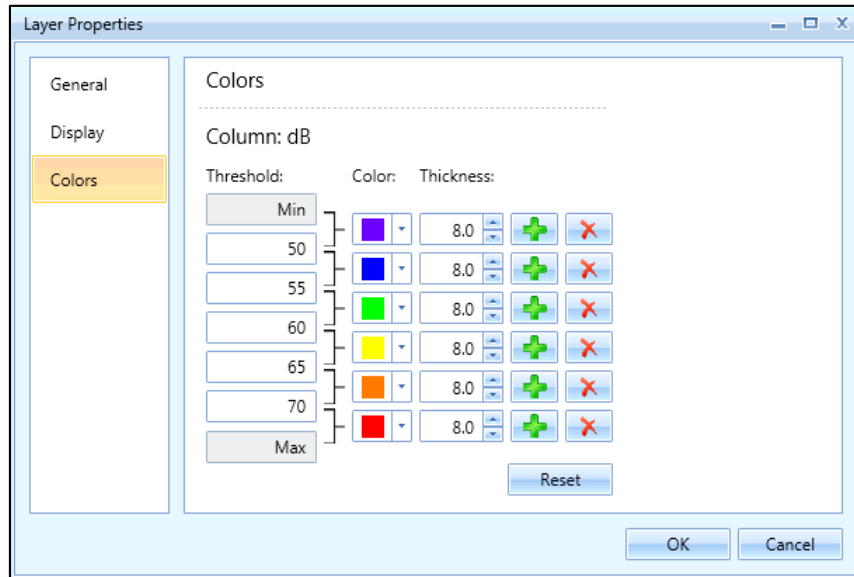 Layer Properties
General
Display
Colors
Colors
Column: dB
Threshold: Color: Thickness:
Min
8.0
50
8.0
55
8.0
60
8.0
65
8.0
70
8.0
Max
Reset
OK Cancel